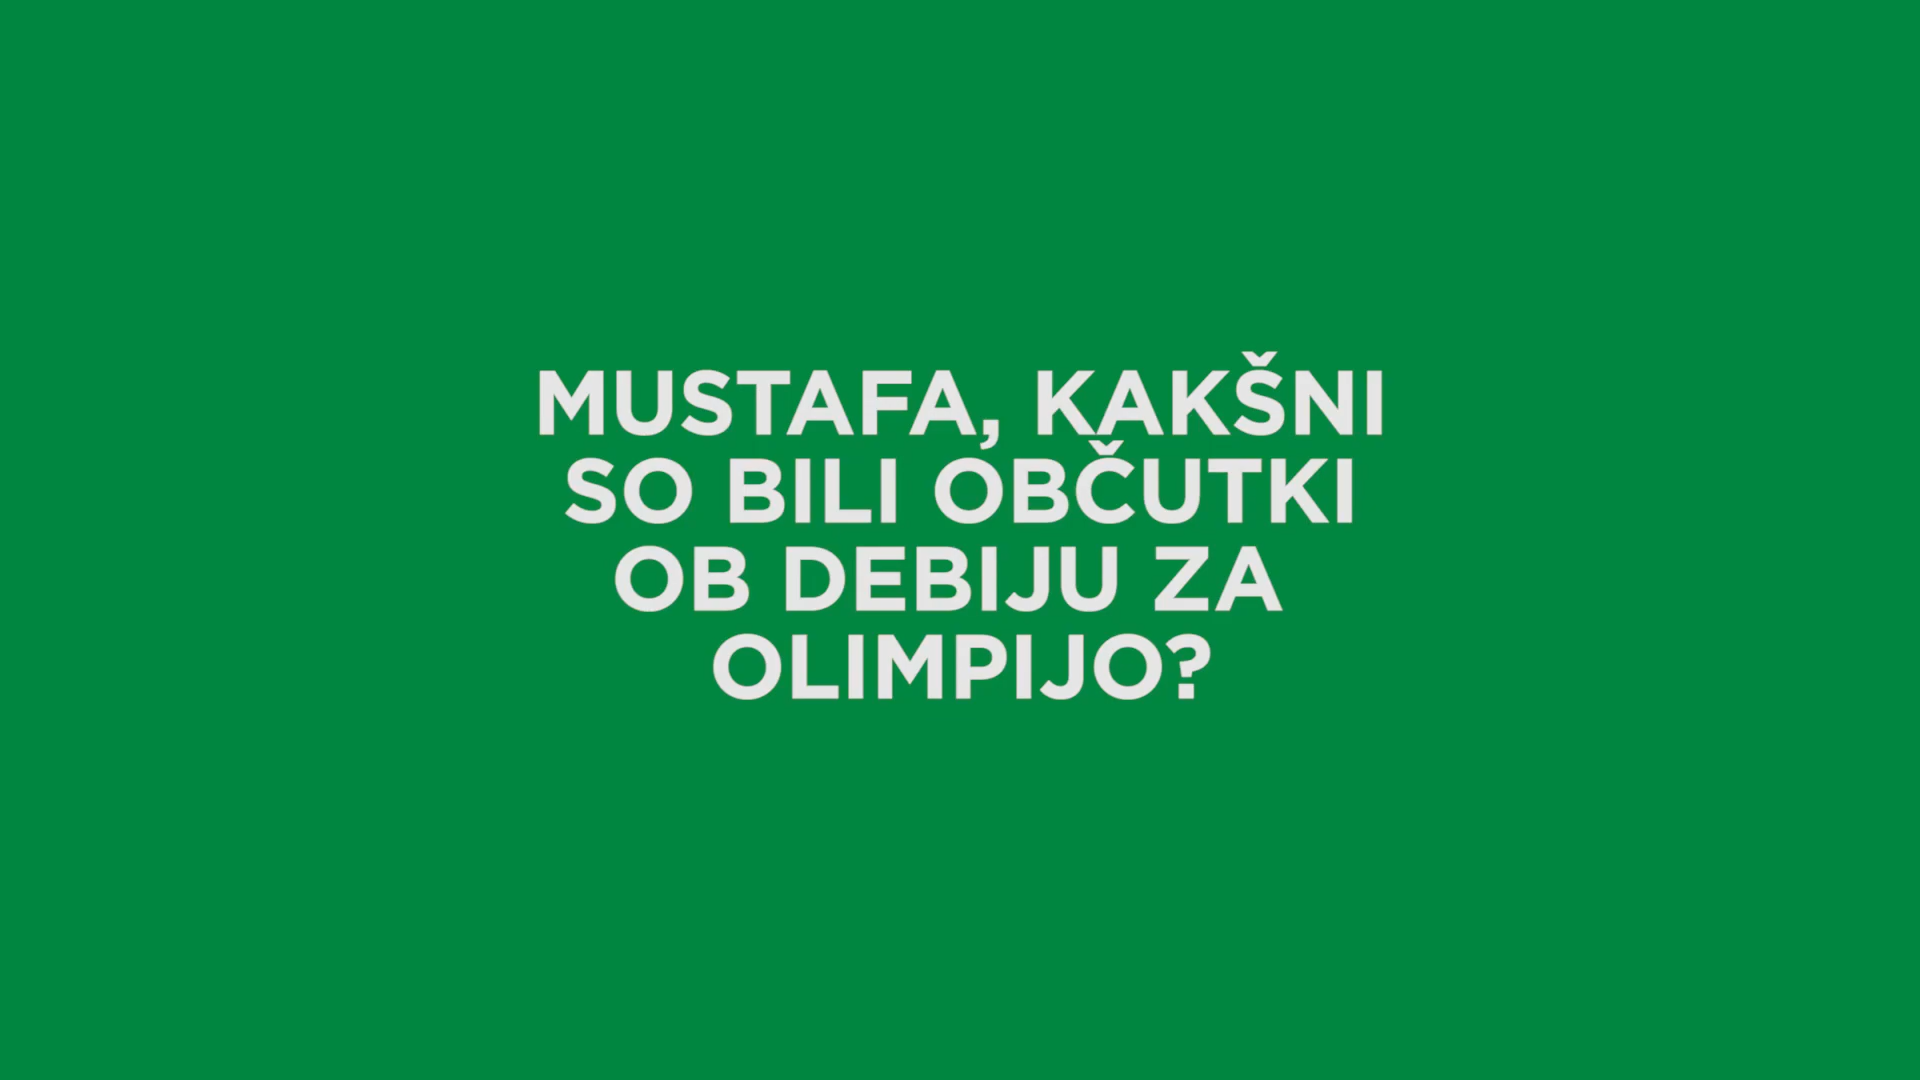 MUSTAFA, KAKŠNI
SO BILI OBČUTKI
OB DEBIJU ZA
OLIMPIJO?